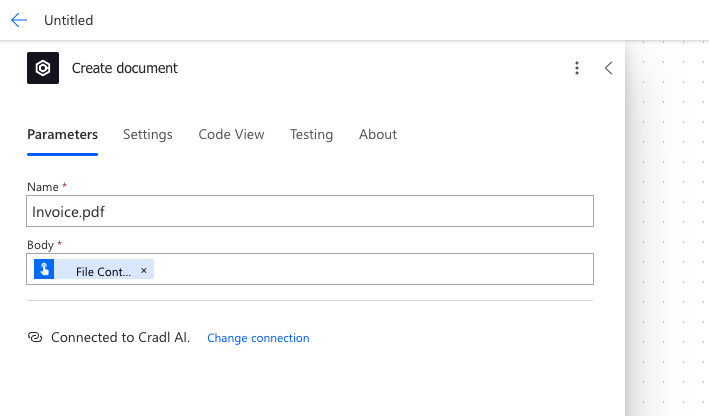 Untitled
Create document
Parameters Settings Code View Testing About
Name *
Invoice.pdf
Body *
File Cont... ×
Connected to Cradl AI. Change connection